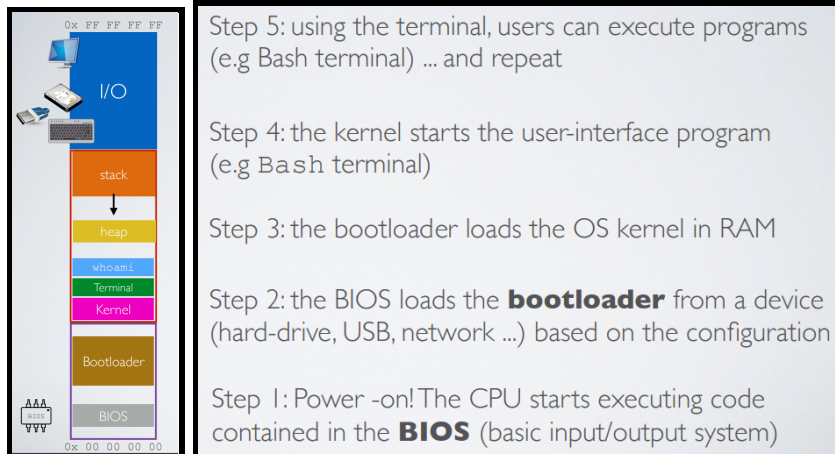 0x FF FF FF FF
I/O
stack
heap
whoami
Terminal
Kernel
Bootloader
BIOS
BIOS
0x 00 00 00 00
Step 5: using the terminal, users can execute programs
(e.g Bash terminal) ... and repeat
Step 4: the kernel starts the user-interface program
(e.g Bash terminal)
Step 3: the bootloader loads the OS kernel in RAM
Step 2: the BIOS loads the bootloader from a device
(hard-drive, USB, network ...) based on the configuration
Step 1: Power -on! The CPU starts executing code
contained in the BIOS (basic input/output system)